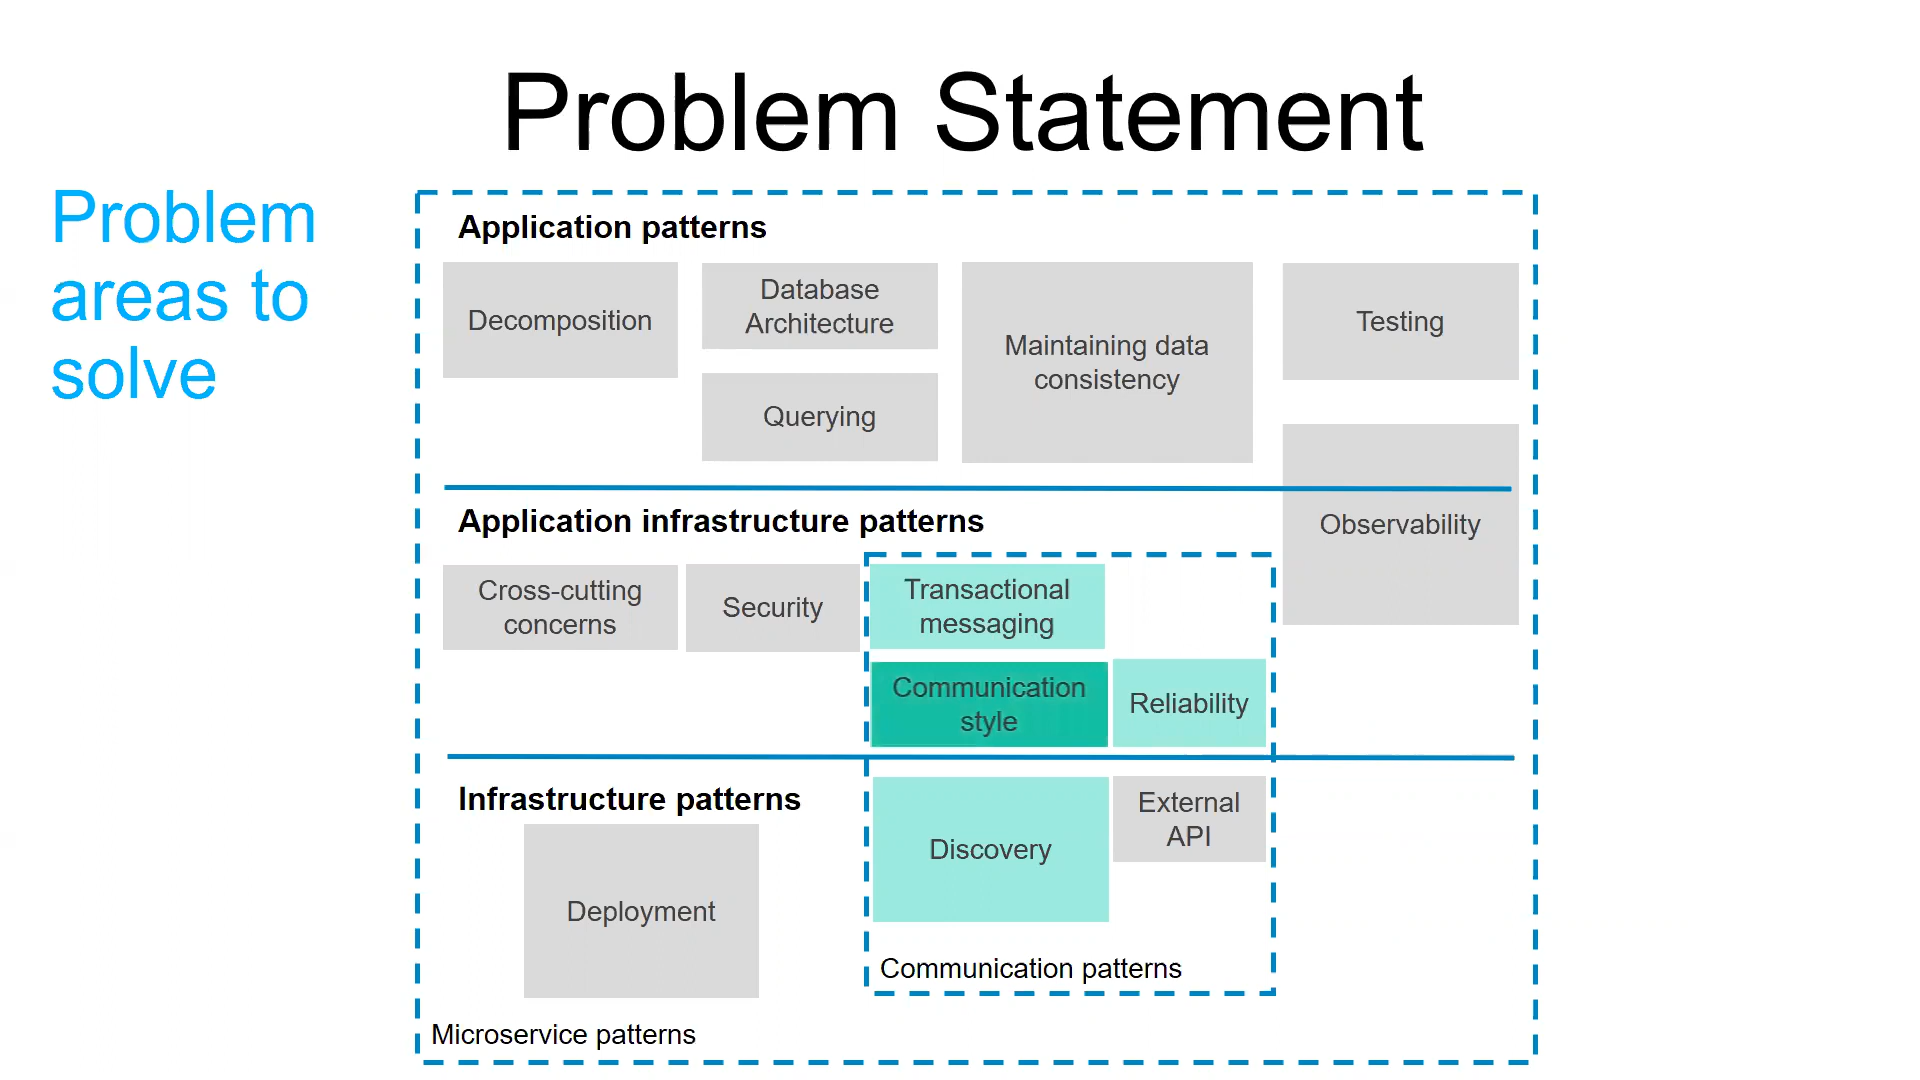 Problem Statement
Problem
areas to
solve
Application patterns
Decomposition
Database
Architecture
Querying
Maintaining data
consistency
Testing
Observability
Application infrastructure patterns
Cross-cutting
concerns
Security
Transactional
messaging
Communication
style
Reliability
Infrastructure patterns
Deployment
Discovery
External
API
Communication patterns
Microservice patterns